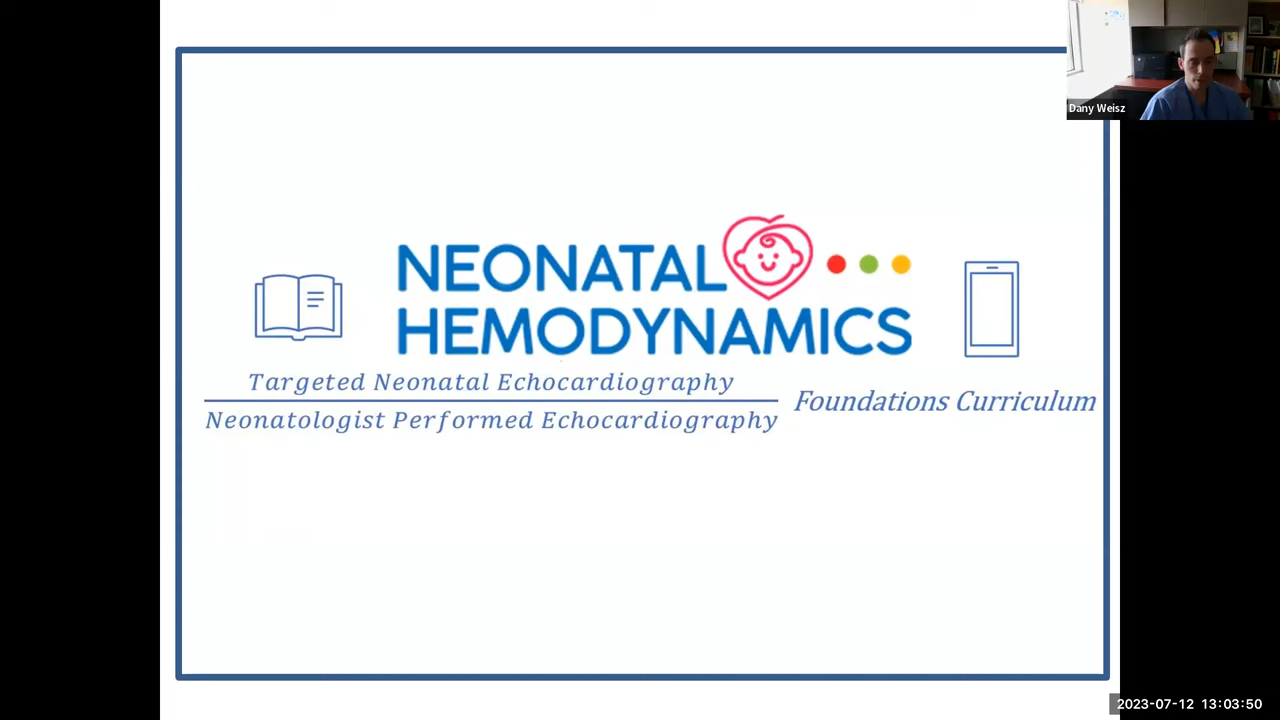 Dany Weisz
NEONATAL
HEMODYNAMICS
Targeted Neonatal Echocardiography
Neonatologist Performed Echocardiography
Foundations Curriculum
2023-07-12 13:03:50